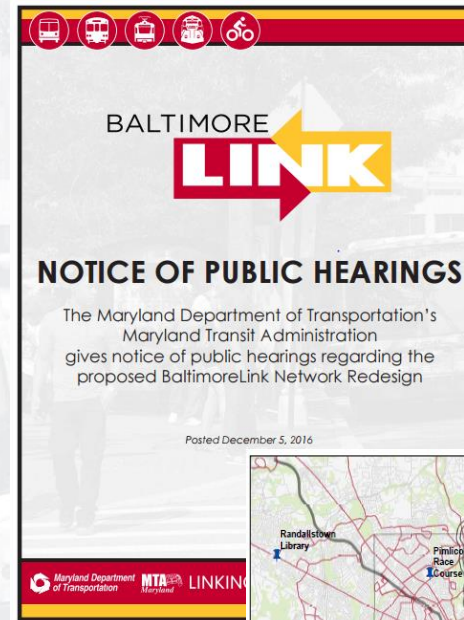 BALTIMORE
LINK
NOTICE OF PUBLIC HEARINGS
The Maryland Department of Transportation's
Maryland Transit Administration
gives notice of public hearings regarding the
proposed BaltimoreLink Network Redesign
Posted December 5, 2016
Randallstown
Library
Pimlico
Race
Course
Maryland Department
of Transportation
MTA
Maryland
LINKING